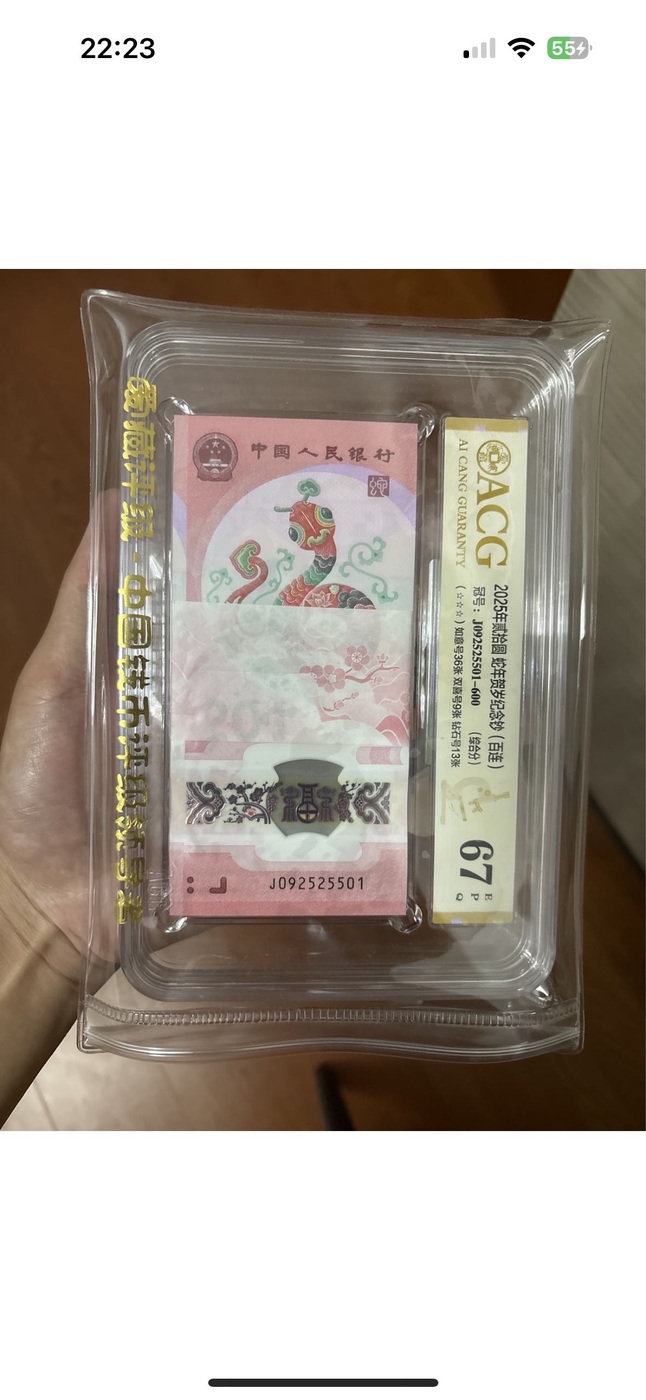 22:23
55
爱藏评级·中国钱币评级领导者
中国人民银行
J092525501
ACG
AI CANG GUARANTY
2025年贰拾圆 蛇年贺岁纪念钞（百连）
冠号：J092525501-600 （综合分）
（☆☆☆）如意号36张 双喜号9张 钻石号13张
67
E
P
Q